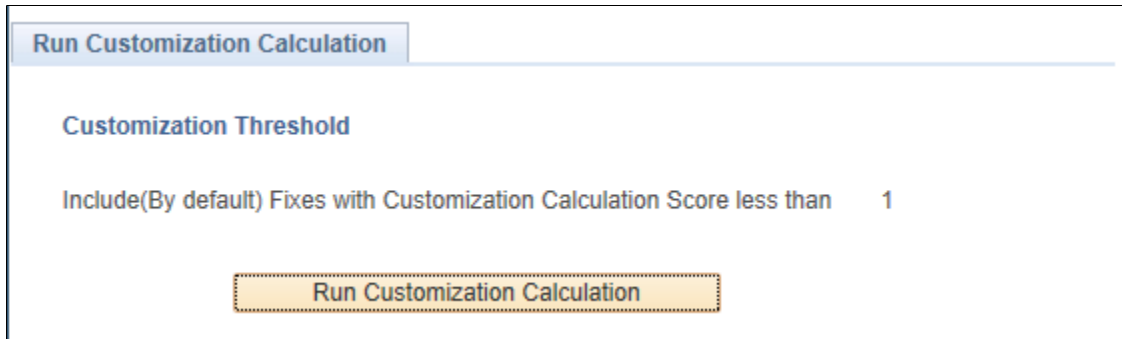 Run Customization Calculation
Customization Threshold
Include(By default) Fixes with Customization Calculation Score less than 1
Run Customization Calculation